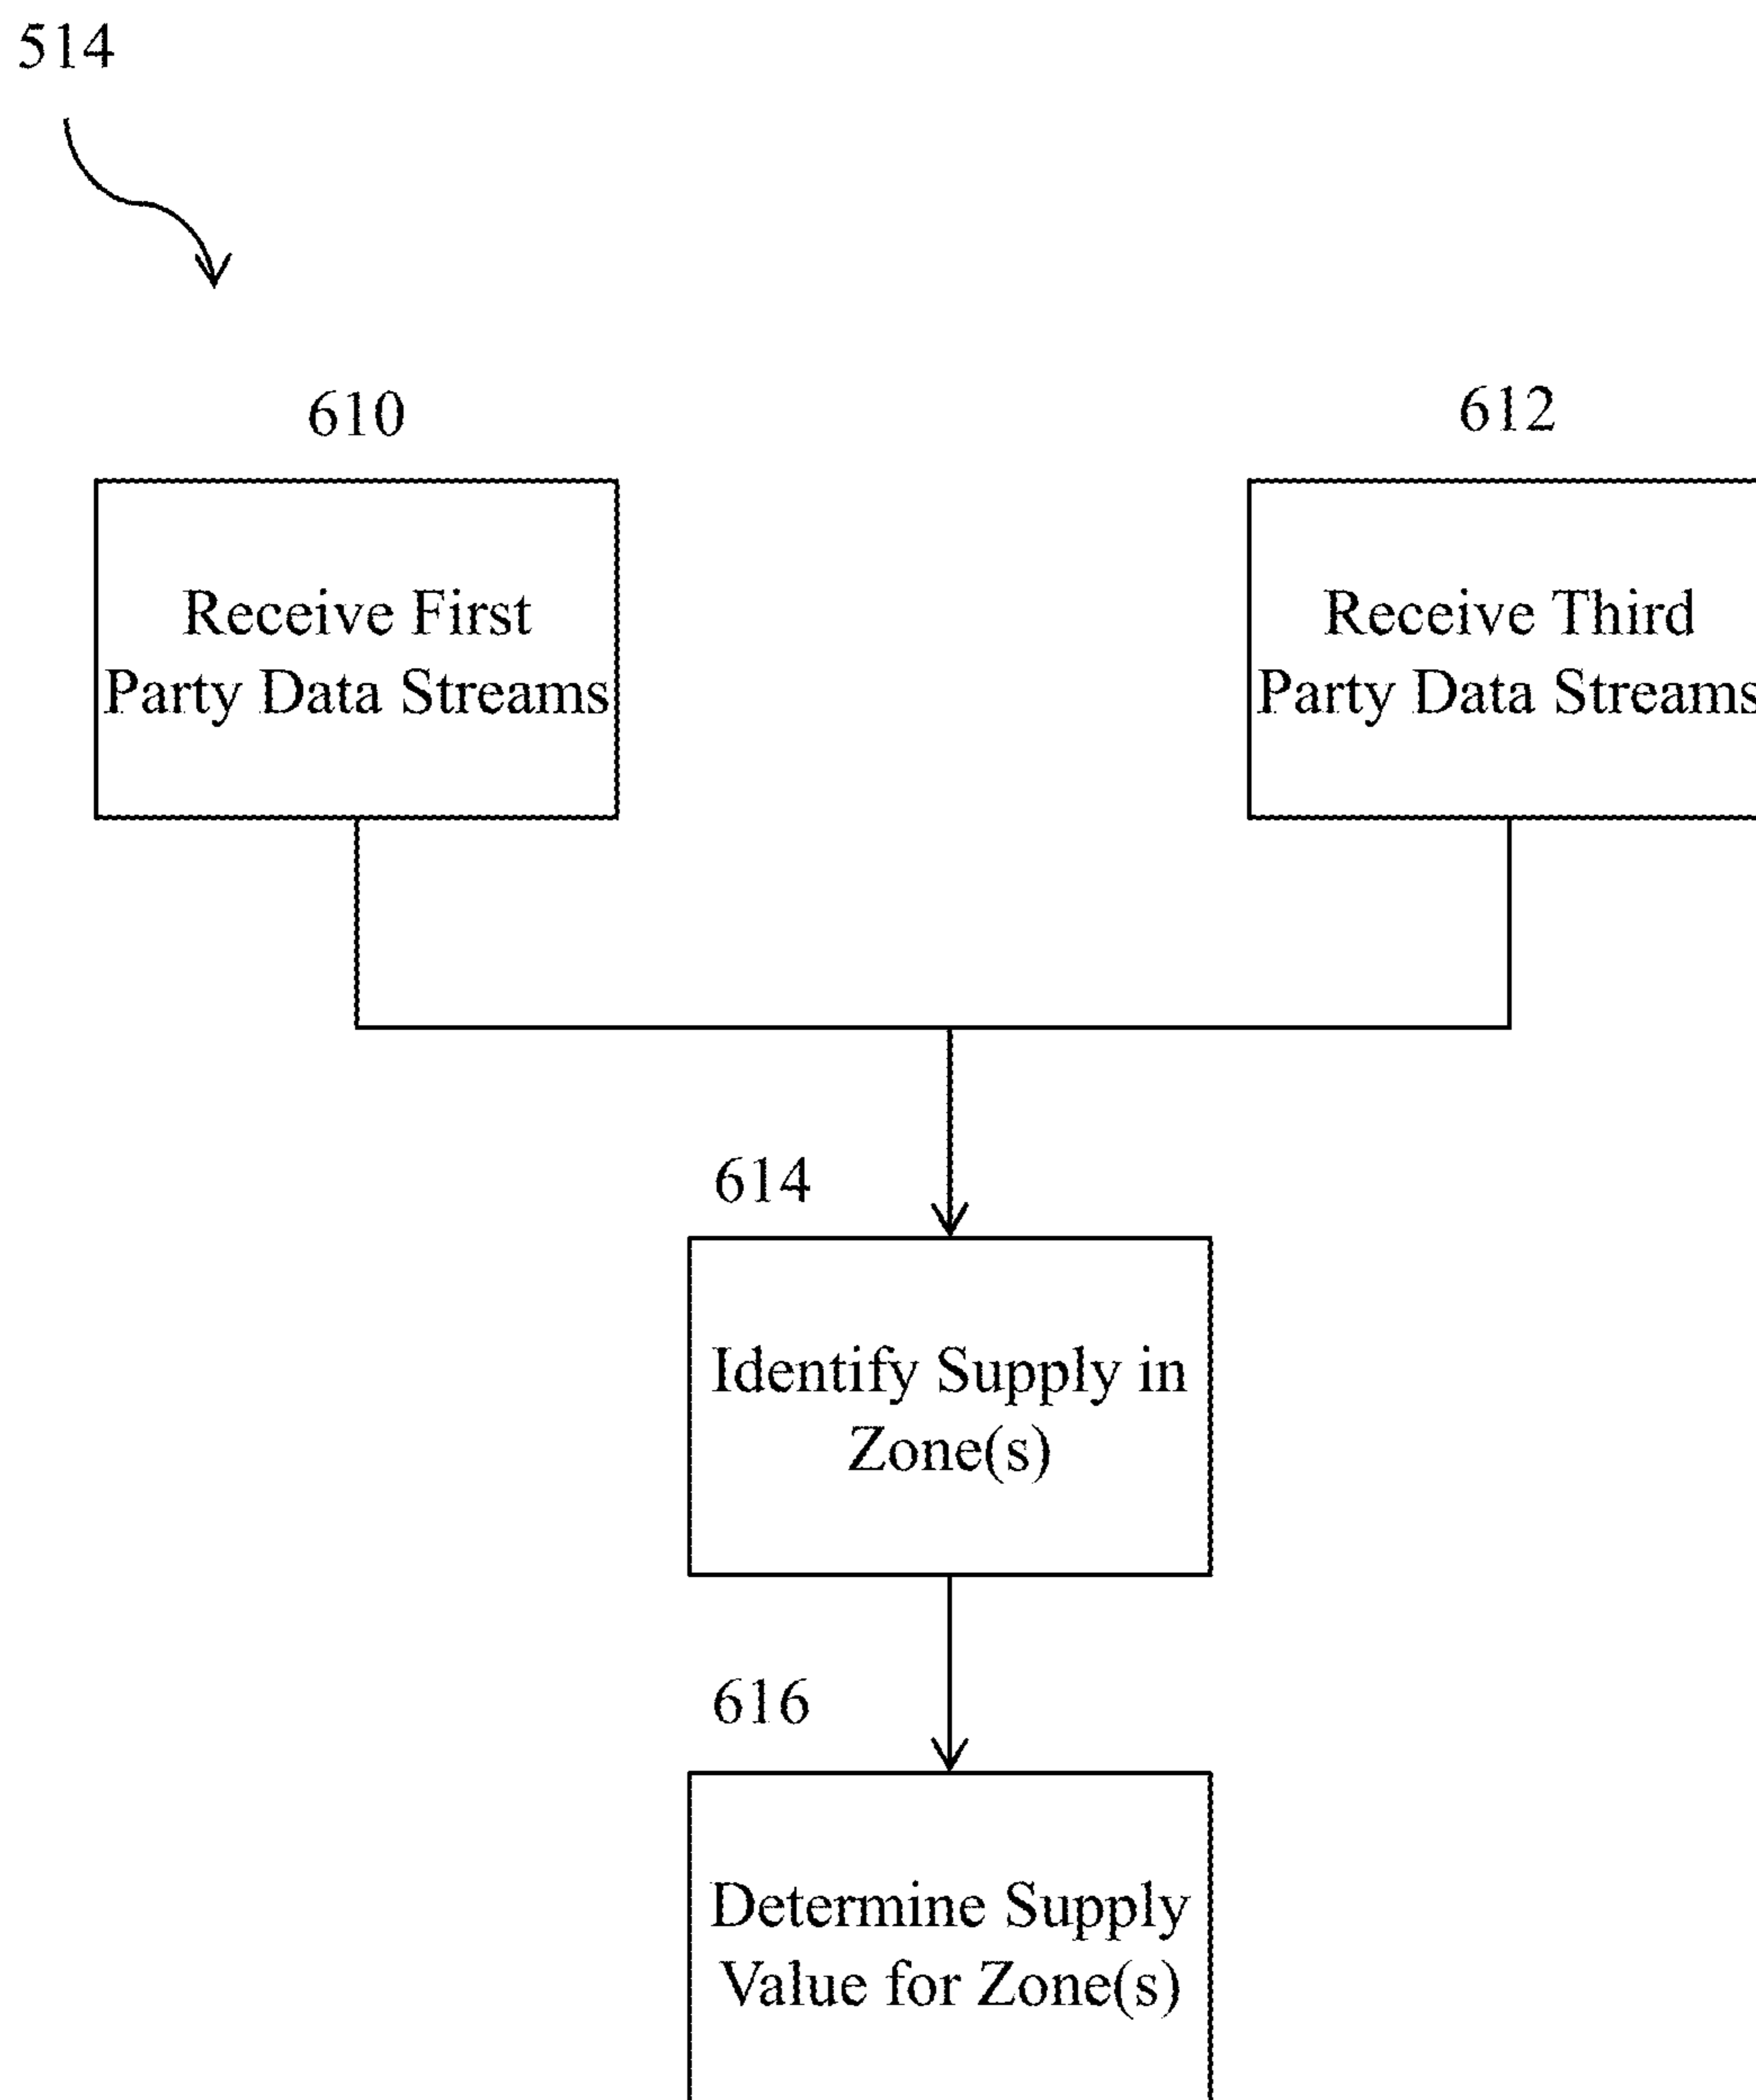 514
610
612
Receive First
Party Data Streams
Receive Third
Party Data Streams
614
Identify Supply in
Zone(s)
616
Determine Supply
Value for Zone(s)